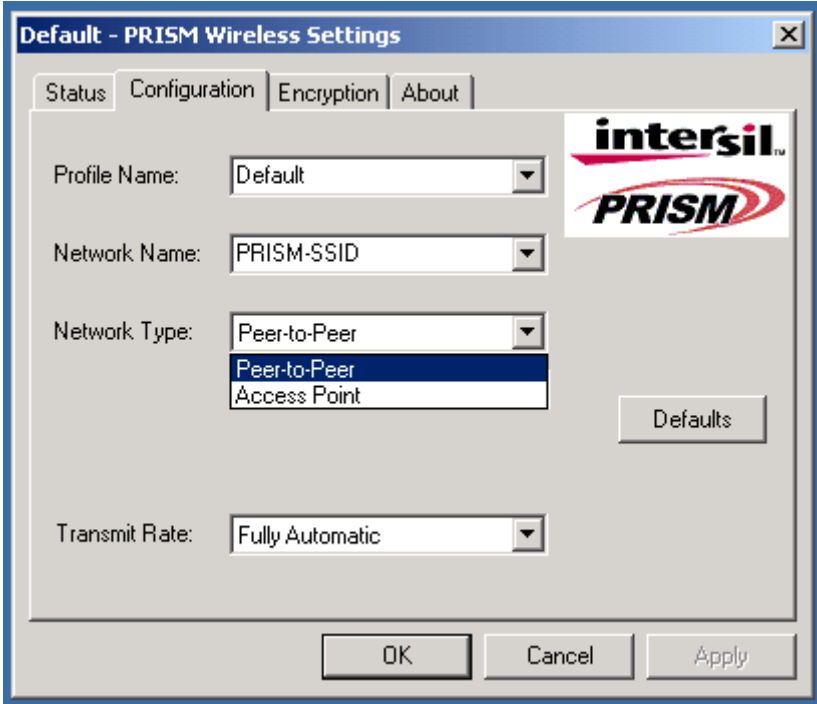 Default - PRISM Wireless Settings
Status Configuration Encryption About
intersil™
PRISM
Profile Name: Default
Network Name: PRISM-SSID
Network Type: Peer-to-Peer
Peer-to-Peer
Access Point
Defaults
Transmit Rate: Fully Automatic
OK Cancel Apply